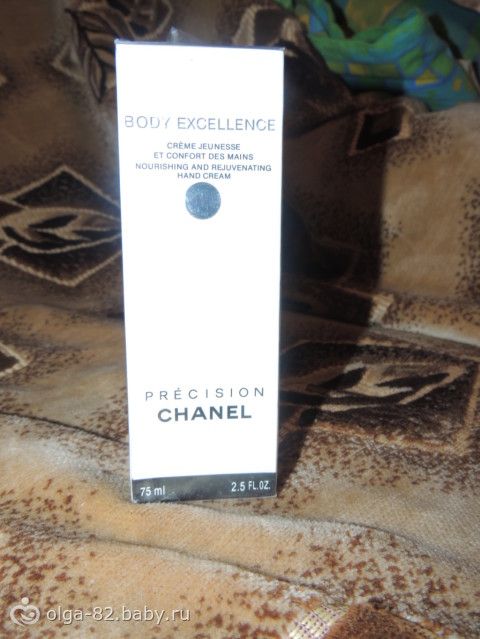 BODY EXCELLENCE
CRÈME JEUNESSE
ET CONFORT DES MAINS
NOURISHING AND REJUVENATING
HAND CREAM
PRÉCISION
CHANEL
75 ml 2.5 FL.OZ.
olga-82.baby.ru